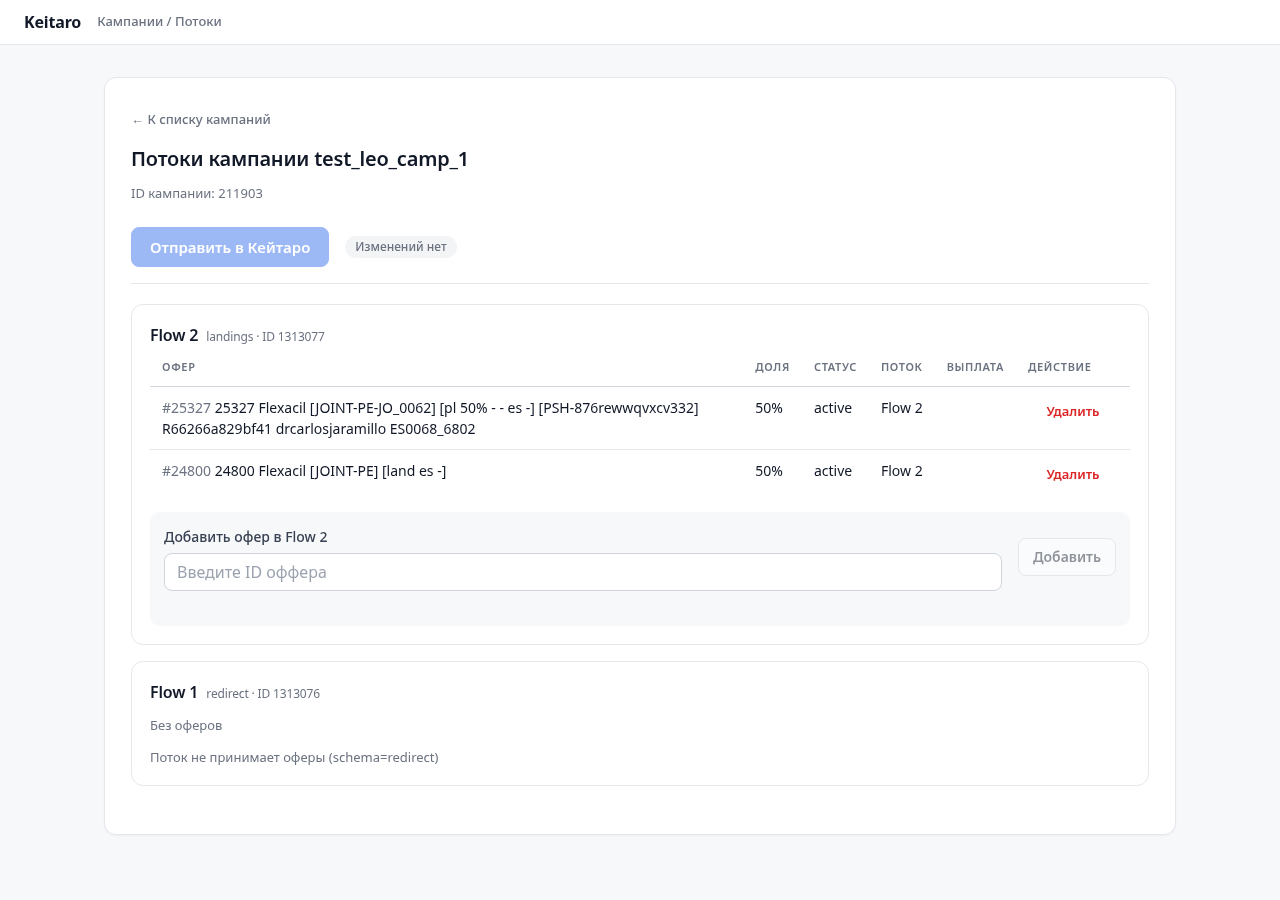 Keitaro Кампании / Потоки
← К списку кампаний
Потоки кампании test_leo_camp_1
ID кампании: 211903
Отправить в Кейтаро Изменений нет
Flow 2 landings · ID 1313077
ОФЕР ДОЛЯ СТАТУС ПОТОК ВЫПЛАТА ДЕЙСТВИЕ
#25327 25327 Flexacil [JOINT-PE-JO_0062] [pl 50% - - es -] [PSH-876rewwqvxcv332] 50% active Flow 2 Удалить
R66266a829bf41 drcarlosjaramillo ES0068_6802
#24800 24800 Flexacil [JOINT-PE] [land es -] 50% active Flow 2 Удалить
Добавить офер в Flow 2
Введите ID оффера Добавить
Flow 1 redirect · ID 1313076
Без оферов
Поток не принимает оферы (schema=redirect)